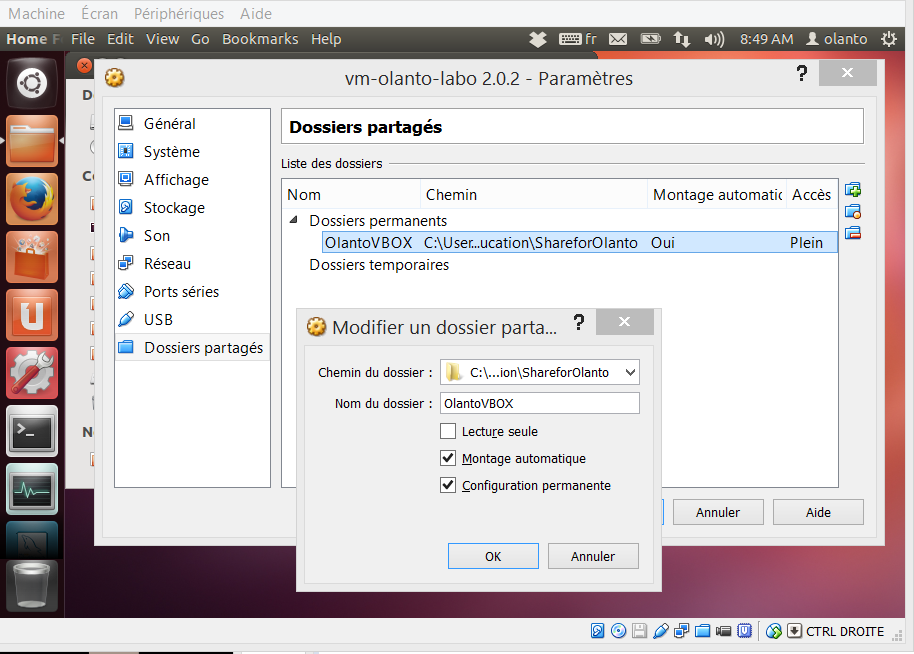 Machine Écran Périphériques Aide
Home F File Edit View Go Bookmarks Help fr 8:49 AM olanto
vm-olanto-labo 2.0.2 - Paramètres ?
Général
Système
Affichage
Stockage
Son
Réseau
Ports séries
USB
Dossiers partagés
Dossiers partagés
Liste des dossiers
Nom Chemin Montage automatic Accès
Dossiers permanents
OlantoVBOX C:\User...ucation\ShareforOlanto Oui Plein
Dossiers temporaires
Modifier un dossier parta... ?
Chemin du dossier : C:\...ion\ShareforOlanto
Nom du dossier : OlantoVBOX
Lecture seule
Montage automatique
Configuration permanente
OK Annuler
Annuler Aide
CTRL DROITE